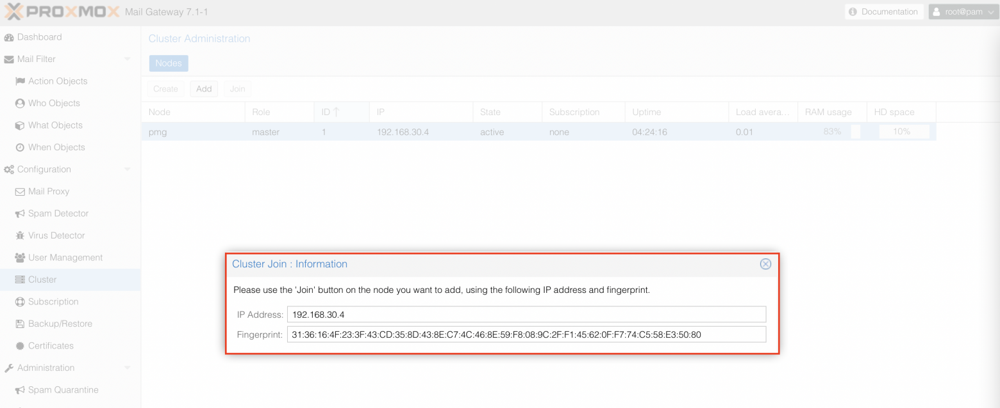 PROXMOX Mail Gateway 7.1-1
Documentation
root@pam
Dashboard
Mail Filter
Action Objects
Who Objects
What Objects
When Objects
Configuration
Mail Proxy
Spam Detector
Virus Detector
User Management
Cluster
Subscription
Backup/Restore
Certificates
Administration
Spam Quarantine
Cluster Administration
Nodes
Create Add Join
Node Role ID IP State Subscription Uptime Load avera... RAM usage HD space
pmg master 1 192.168.30.4 active none 04:24:16 0.01 83% 10%
Cluster Join : Information
Please use the 'Join' button on the node you want to add, using the following IP address and fingerprint.
IP Address: 192.168.30.4
Fingerprint: 31:36:16:4F:23:3F:43:CD:35:8D:43:8E:C7:4C:46:8E:59:F8:08:9C:2F:F1:45:62:0F:F7:74:C5:58:E3:50:80